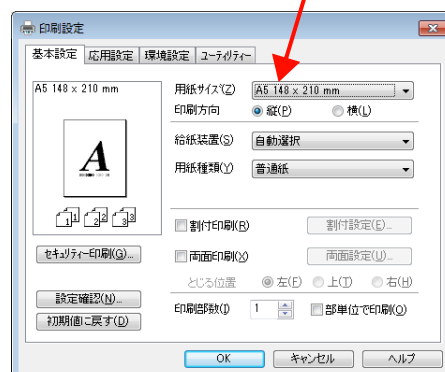 印刷設定
基本設定 応用設定 環境設定 ユーティリティー
A5 148 x 210 mm
用紙サイズ(Z) A5 148 x 210 mm
印刷方向 縦(P) 横(L)
給紙装置(S) 自動選択
用紙種類(Y) 普通紙
A
1 1 2 2 3 3
割付印刷(R) 割付設定(E)...
セキュリティー印刷(G)... 両面印刷(X) 両面設定(U)...
とじる位置 左(F) 上(T) 右(H)
設定確認(N)... 印刷部数(I) 1 部単位で印刷(O)
初期値に戻す(D)
OK キャンセル ヘルプ